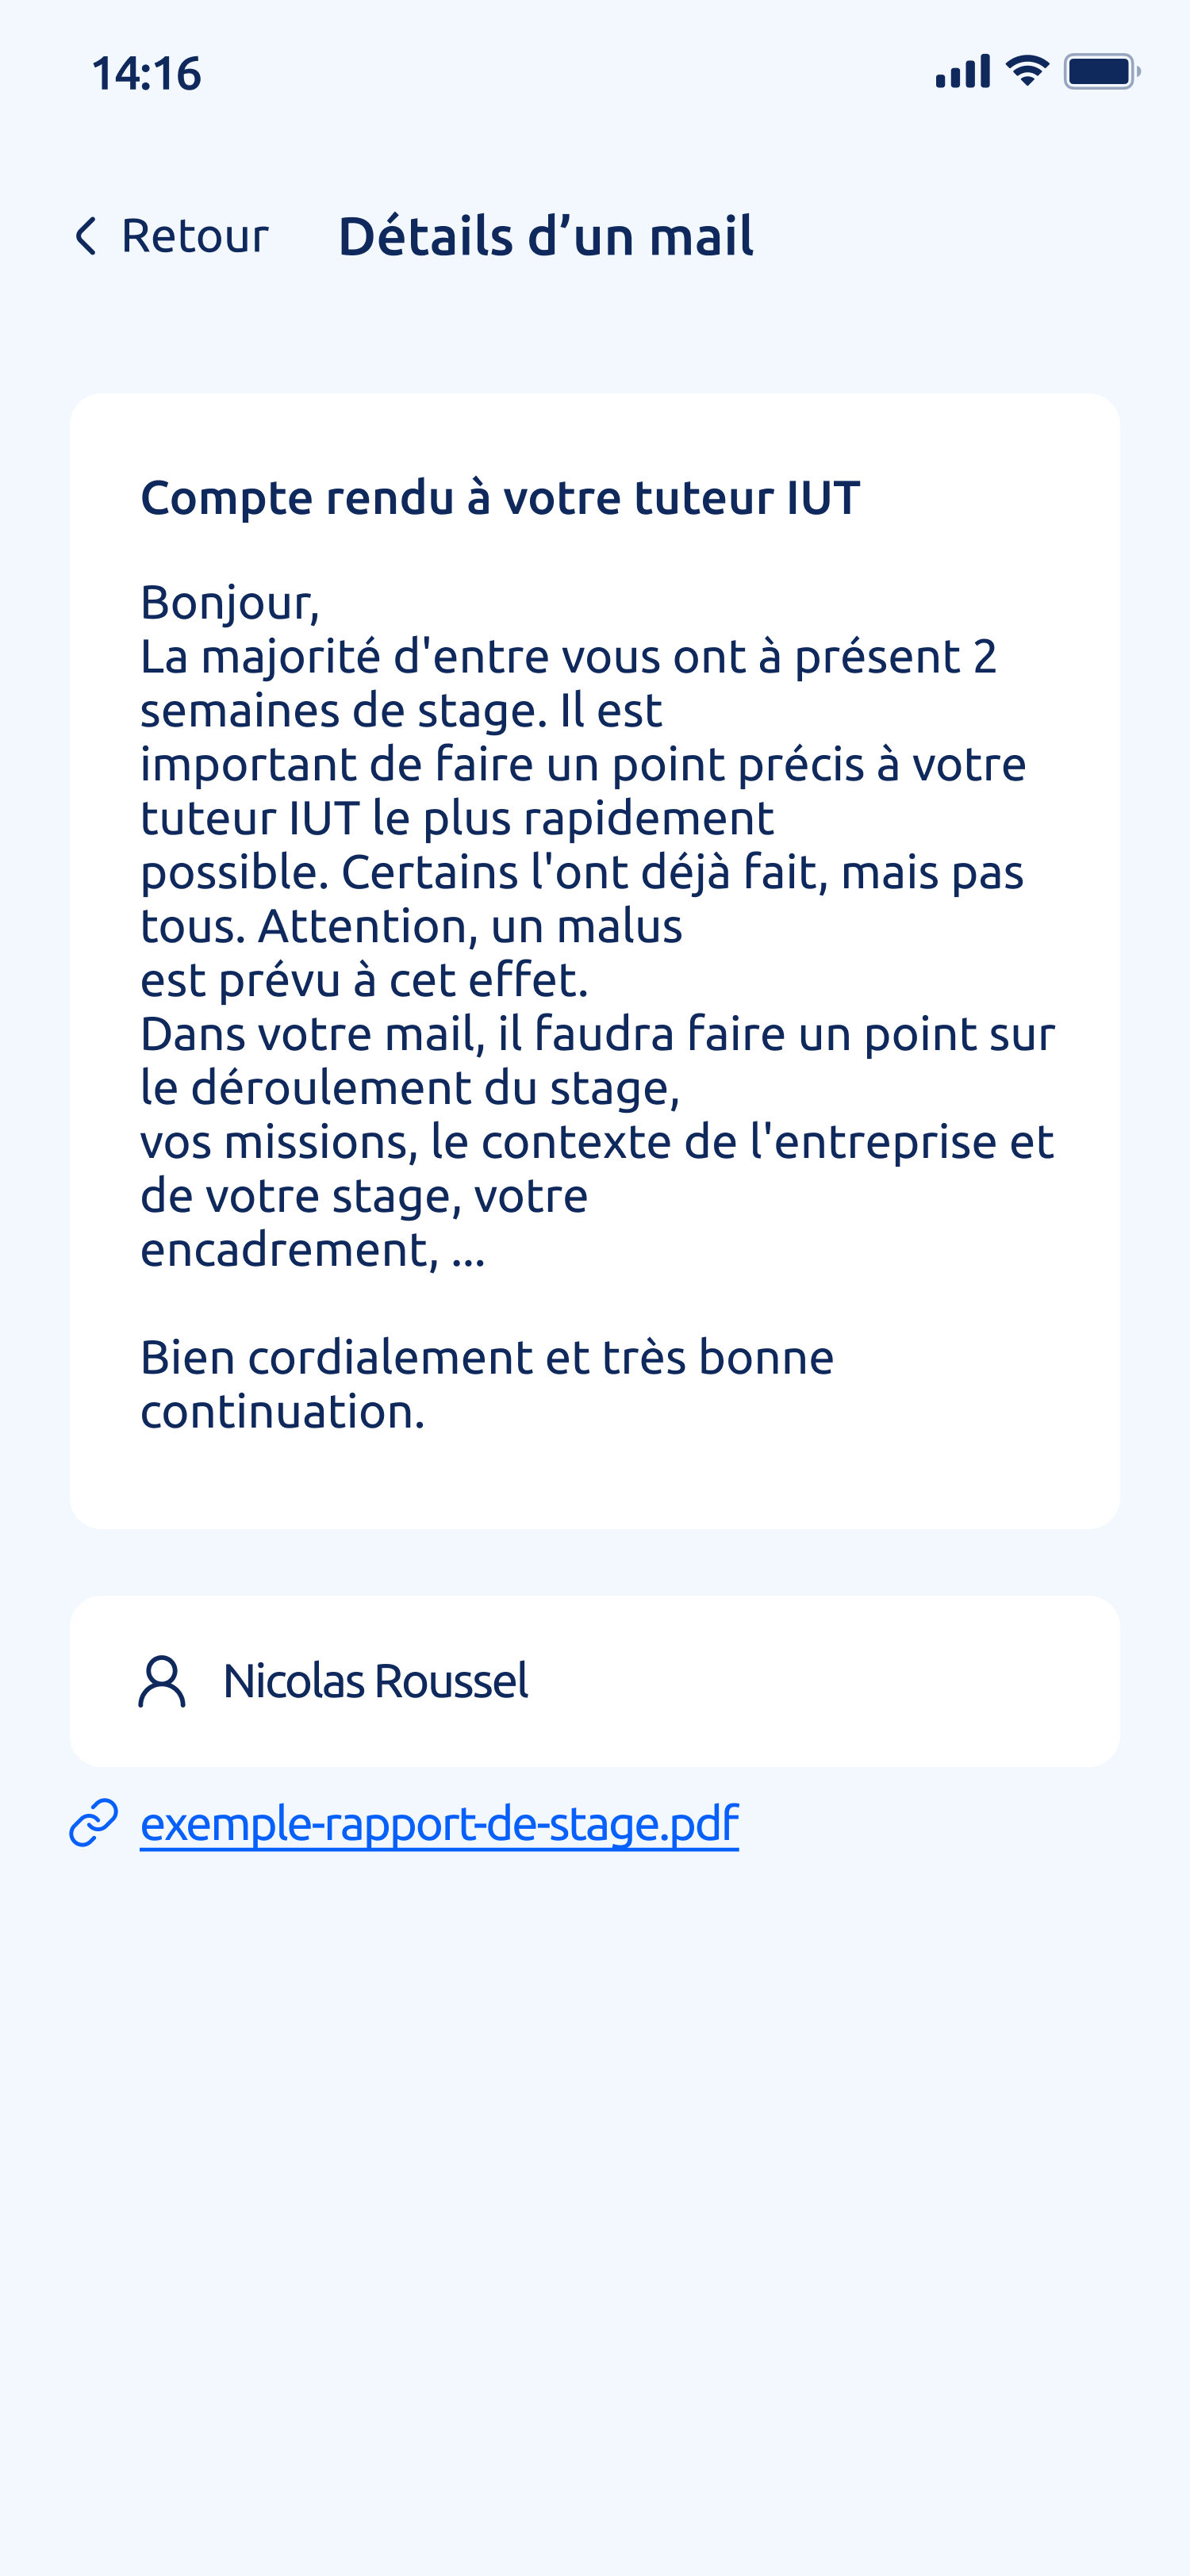 14:16
Retour
Détails d’un mail
Compte rendu à votre tuteur IUT
Bonjour,
La majorité d'entre vous ont à présent 2
semaines de stage. Il est
important de faire un point précis à votre
tuteur IUT le plus rapidement
possible. Certains l'ont déjà fait, mais pas
tous. Attention, un malus
est prévu à cet effet.
Dans votre mail, il faudra faire un point sur
le déroulement du stage,
vos missions, le contexte de l'entreprise et
de votre stage, votre
encadrement, ...
Bien cordialement et très bonne
continuation.
Nicolas Roussel
exemple-rapport-de-stage.pdf